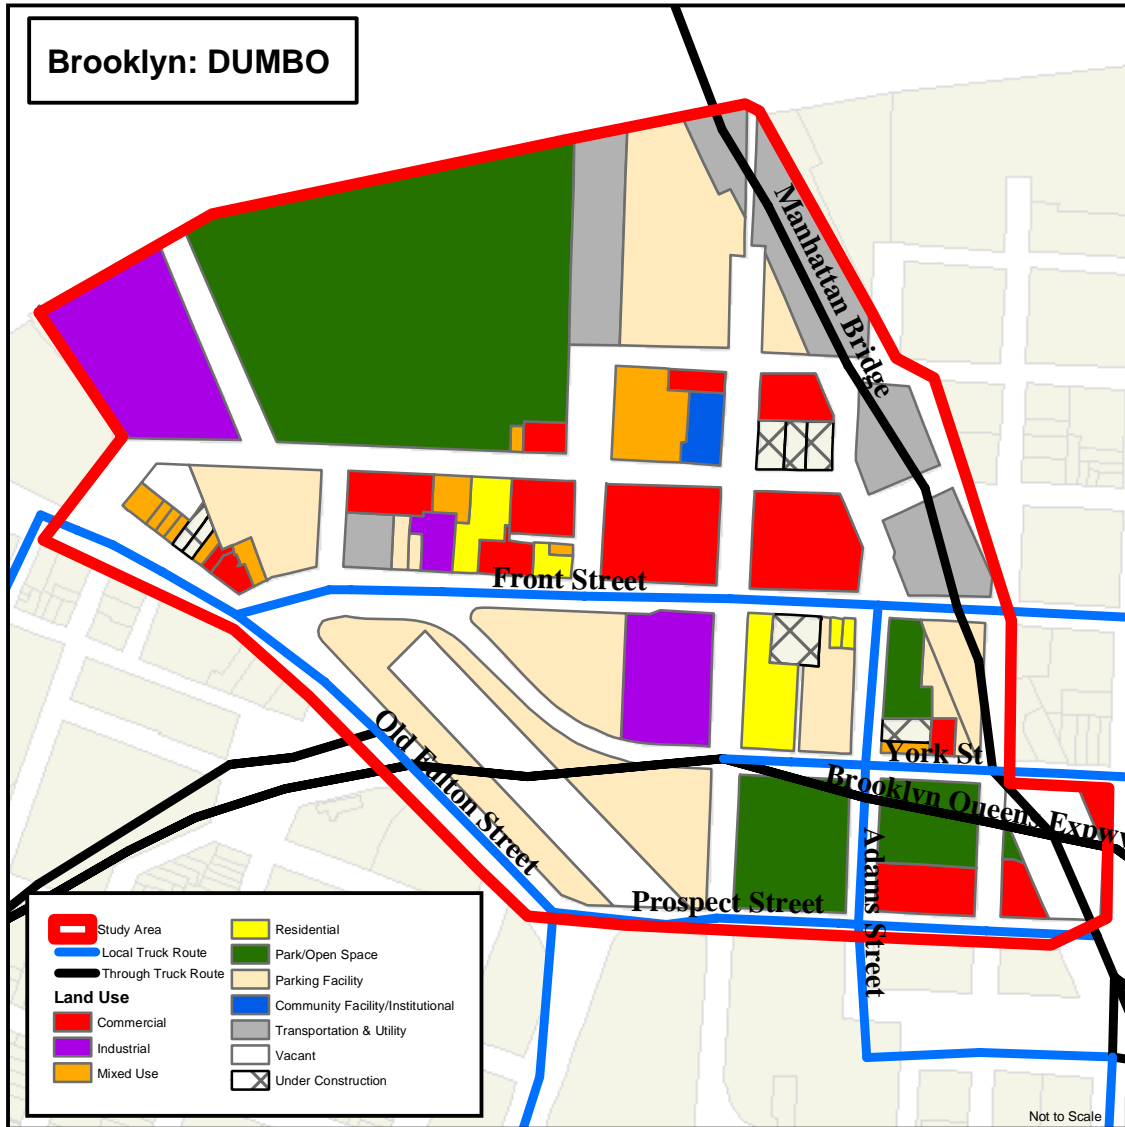 Brooklyn: DUMBO
Manhattan Bridge
Front Street
Old Fulton Street
York St
Brooklyn Queens Expwy
Adams Street
Prospect Street
Study Area
Local Truck Route
Through Truck Route
Land Use
Commercial
Industrial
Mixed Use
Residential
Park/Open Space
Parking Facility
Community Facility/Institutional
Transportation & Utility
Vacant
Under Construction
Not to Scale